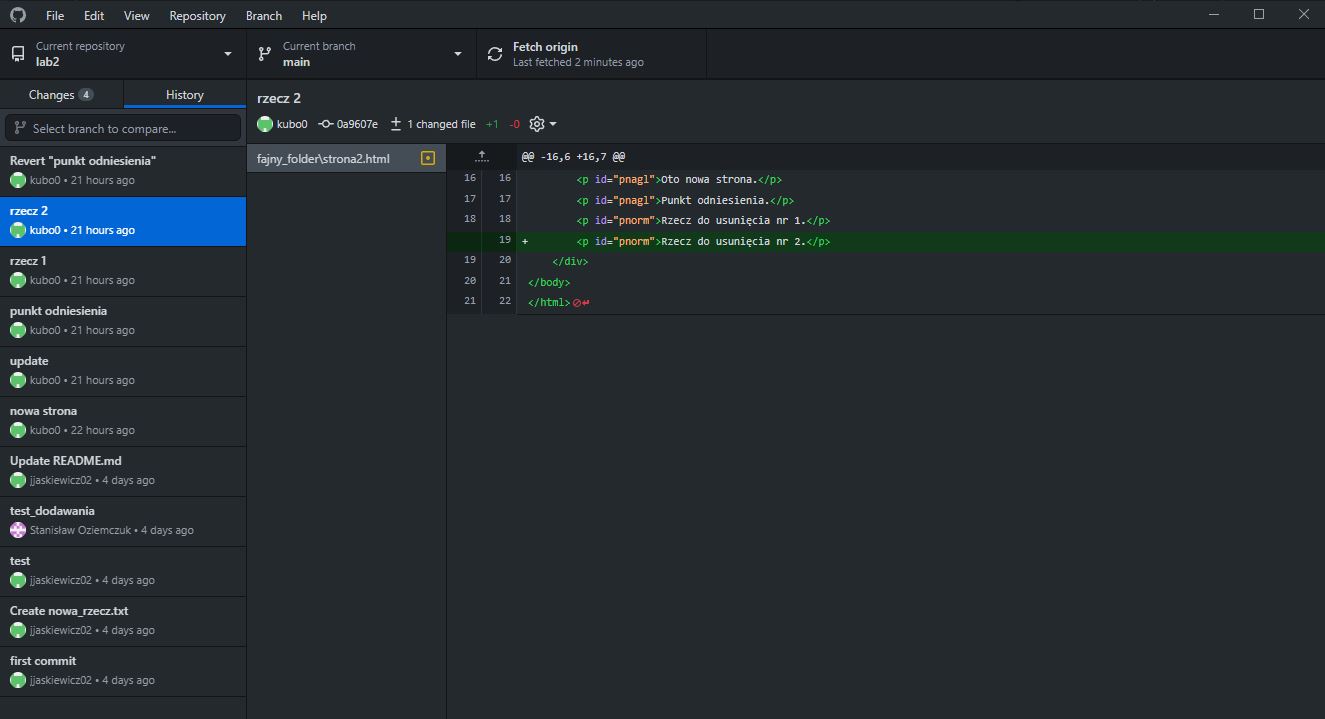 File Edit View Repository Branch Help
Current repository
lab2
Current branch
main
Fetch origin
Last fetched 2 minutes ago
Changes 4
History
Select branch to compare...
Revert "punkt odniesienia"
kubo0 • 21 hours ago
rzecz 2
kubo0 • 21 hours ago
rzecz 1
kubo0 • 21 hours ago
punkt odniesienia
kubo0 • 21 hours ago
update
kubo0 • 21 hours ago
nowa strona
kubo0 • 22 hours ago
Update README.md
jjaskiewicz02 • 4 days ago
test_dodawania
Stanisław Oziemczuk • 4 days ago
test
jjaskiewicz02 • 4 days ago
Create nowa_rzecz.txt
jjaskiewicz02 • 4 days ago
first commit
jjaskiewicz02 • 4 days ago
rzecz 2
kubo0 0a9607e 1 changed file +1 -0
fajny_folder\strona2.html
@@ -16,6 +16,7 @@
16 16 <p id="pnagl">Oto nowa strona.</p>
17 17 <p id="pnagl">Punkt odniesienia.</p>
18 18 <p id="pnorm">Rzecz do usunięcia nr 1.</p>
19 + <p id="pnorm">Rzecz do usunięcia nr 2.</p>
19 20 </div>
20 21 </body>
21 22 </html>